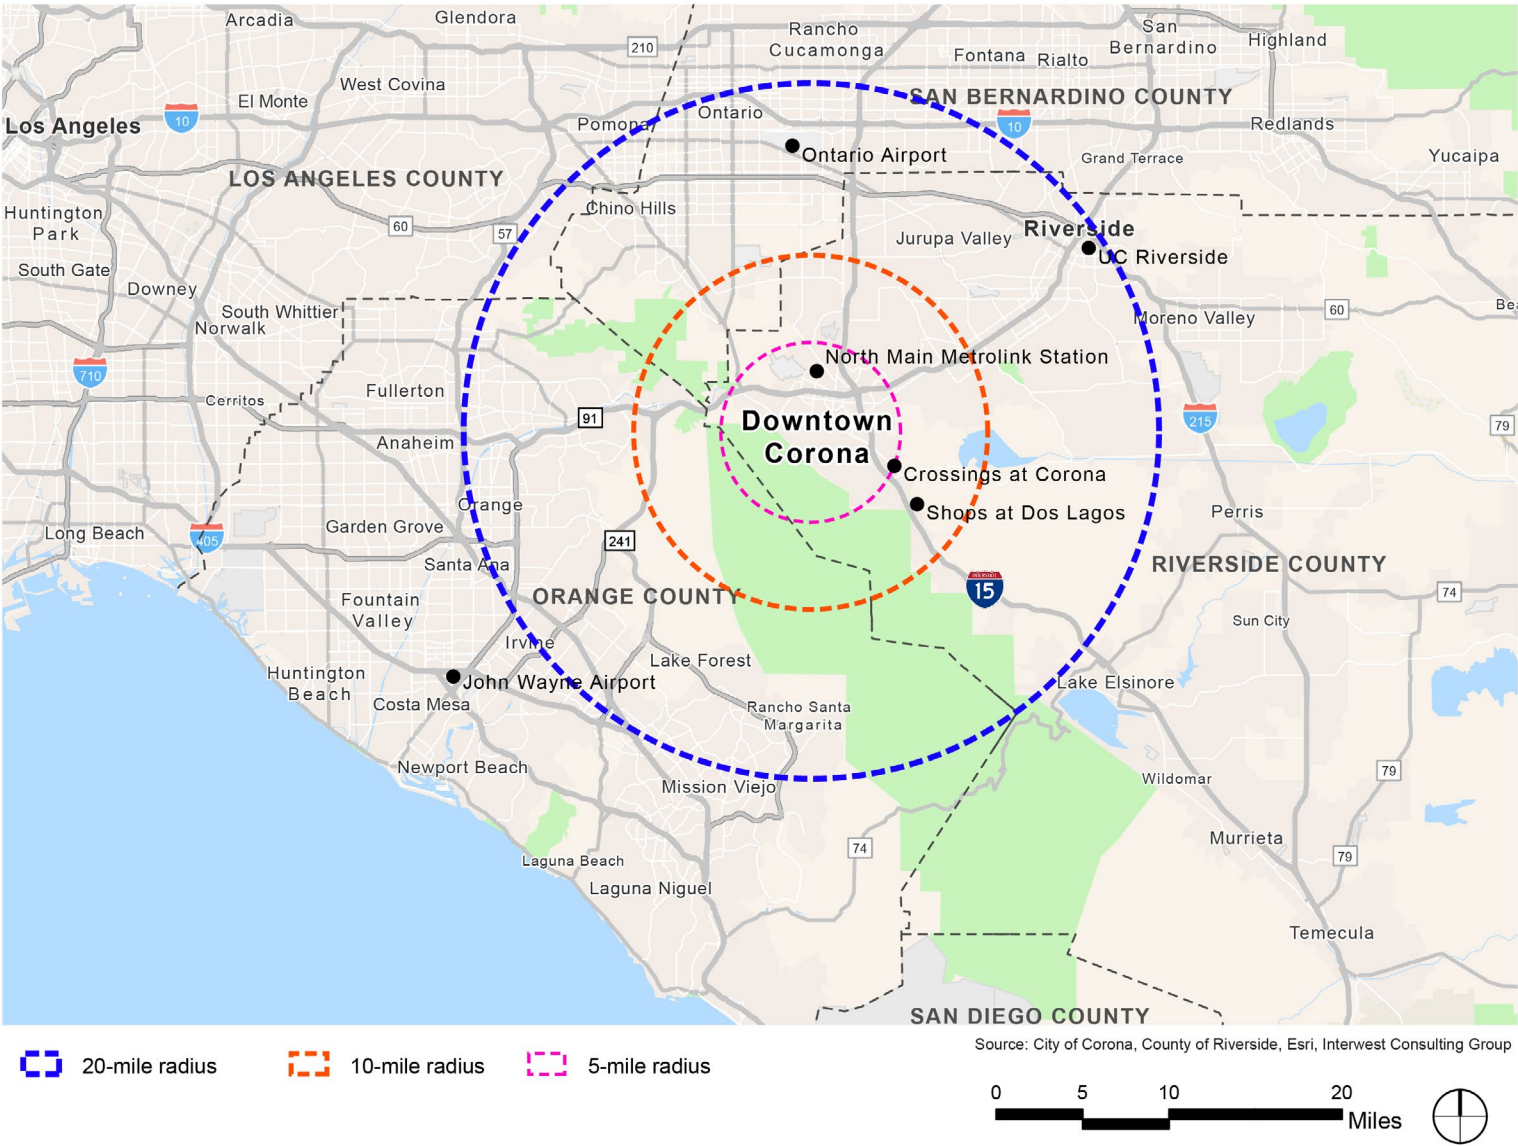 Arcadia
Glendora
Rancho
Cucamonga
San
Bernardino
Highland
210
Fontana
Rialto
West Covina
El Monte
SAN BERNARDINO COUNTY
Los Angeles
10
Pomona
Ontario
10
Redlands
Ontario Airport
Grand Terrace
Yucaipa
LOS ANGELES COUNTY
Huntington
Park
60
57
Chino Hills
Jurupa Valley
Riverside
UC Riverside
South Gate
Downey
South Whittier
Norwalk
Moreno Valley
60
Bea
710
North Main Metrolink Station
Fullerton
Cerritos
91
Downtown
Corona
215
79
Anaheim
Crossings at Corona
Orange
Shops at Dos Lagos
Perris
Long Beach
405
Garden Grove
241
Santa Ana
RIVERSIDE COUNTY
ORANGE COUNTY
INTERSTATE
15
74
Fountain
Valley
Sun City
Irvine
Lake Forest
Huntington
Beach
John Wayne Airport
Lake Elsinore
Costa Mesa
Rancho Santa
Margarita
Newport Beach
Mission Viejo
Wildomar
79
74
Murrieta
79
Laguna Beach
Laguna Niguel
Temecula
SAN DIEGO COUNTY
Source: City of Corona, County of Riverside, Esri, Interwest Consulting Group
20-mile radius
10-mile radius
5-mile radius
0 5 10 20
Miles